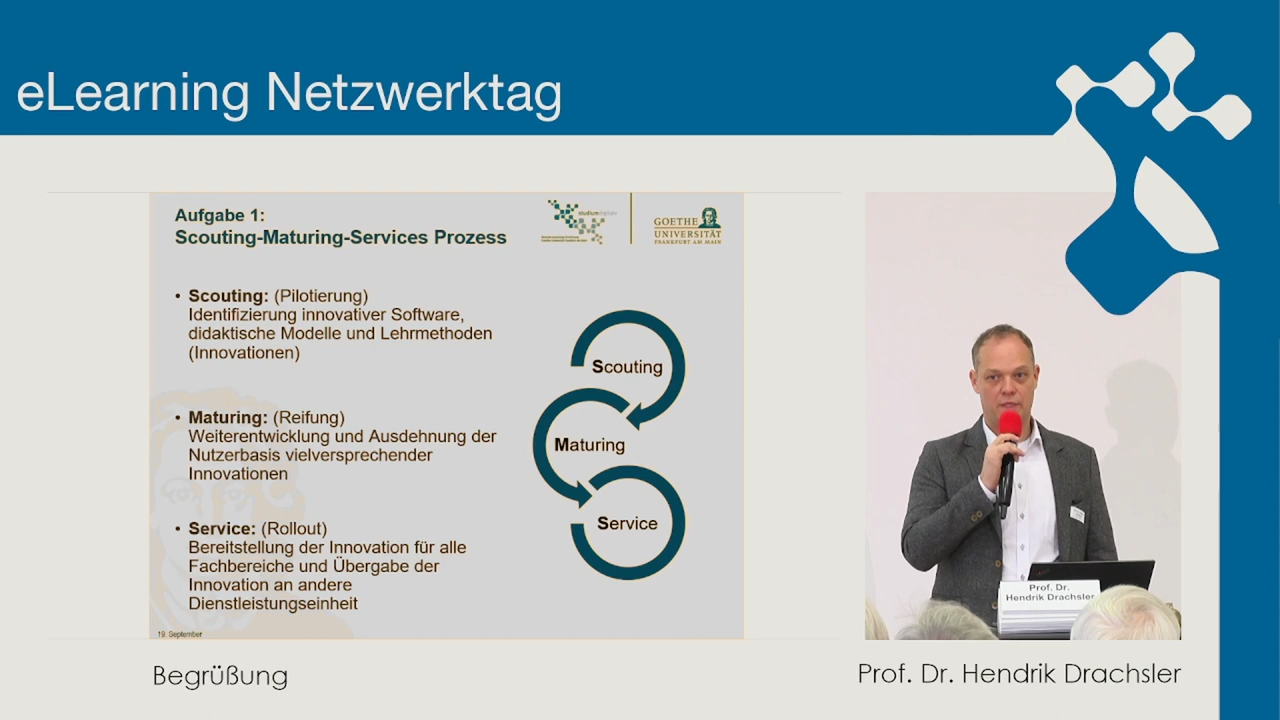 eLearning Netzwerktag
Aufgabe 1:
Scouting-Maturing-Services Prozess
studiumdigitale
GOETHE
UNIVERSITÄT
FRANKFURT AM MAIN
• Scouting: (Pilotierung)
Identifizierung innovativer Software,
didaktische Modelle und Lehrmethoden
(Innovationen)
• Maturing: (Reifung)
Weiterentwicklung und Ausdehnung der
Nutzerbasis vielversprechender
Innovationen
• Service: (Rollout)
Bereitstellung der Innovation für alle
Fachbereiche und Übergabe der
Innovation an andere
Dienstleistungseinheit
Scouting
Maturing
Service
19. September
Prof. Dr.
Hendrik Drachsler
Begrüßung
Prof. Dr. Hendrik Drachsler